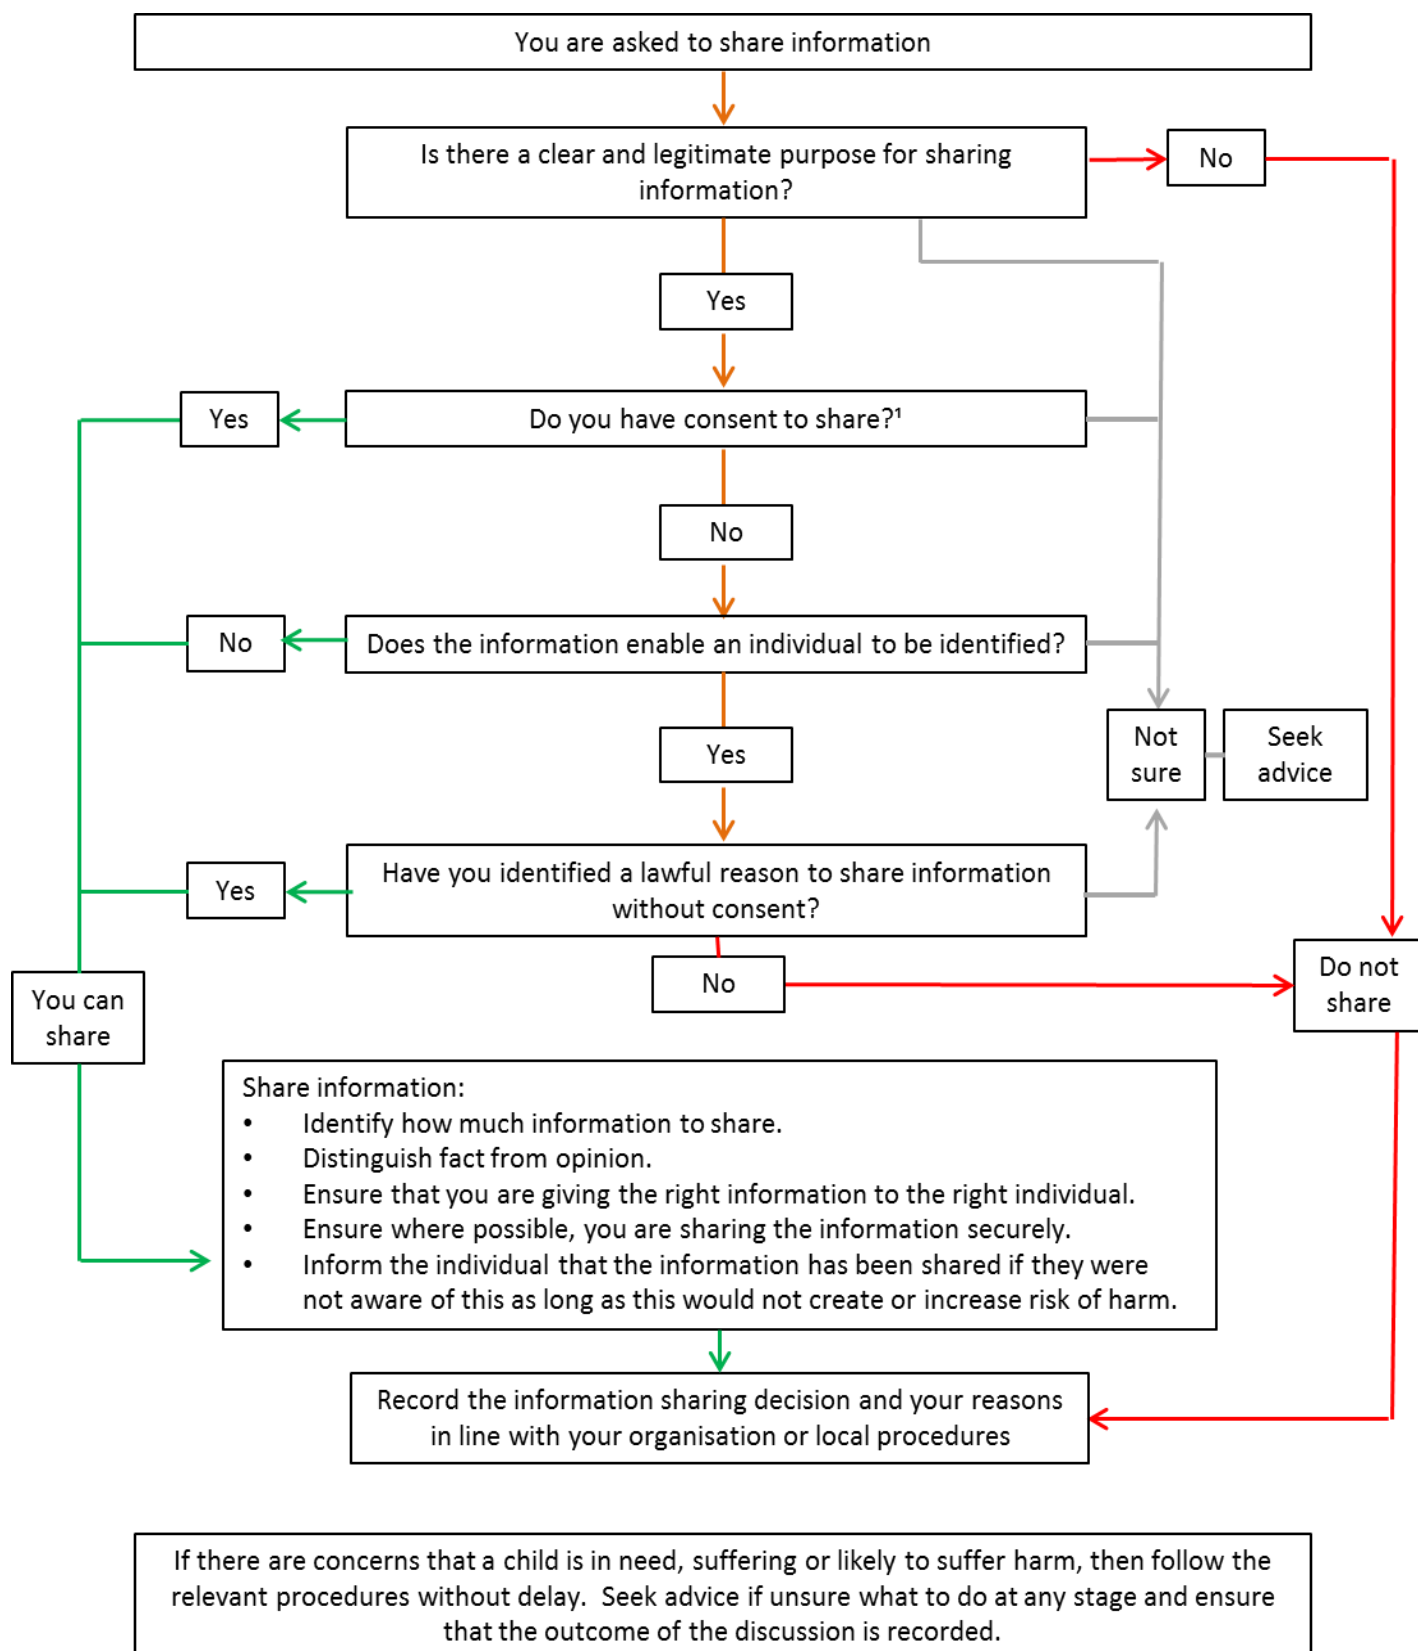 You are asked to share information
Is there a clear and legitimate purpose for sharing
information?
No
Yes
Yes
Do you have consent to share?¹
No
No
Does the information enable an individual to be identified?
Yes
Not
sure
Seek
advice
Yes
Have you identified a lawful reason to share information
without consent?
No
Do not
share
You can
share
Share information:
• Identify how much information to share.
• Distinguish fact from opinion.
• Ensure that you are giving the right information to the right individual.
• Ensure where possible, you are sharing the information securely.
• Inform the individual that the information has been shared if they were
not aware of this as long as this would not create or increase risk of harm.
Record the information sharing decision and your reasons
in line with your organisation or local procedures
If there are concerns that a child is in need, suffering or likely to suffer harm, then follow the
relevant procedures without delay.  Seek advice if unsure what to do at any stage and ensure
that the outcome of the discussion is recorded.